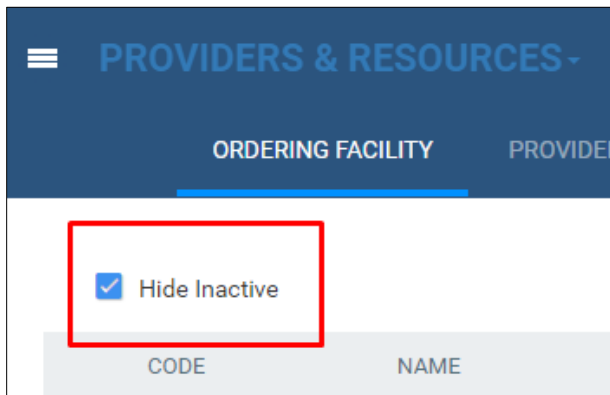 PROVIDERS & RESOURCES
ORDERING FACILITY
Hide Inactive
CODE NAME